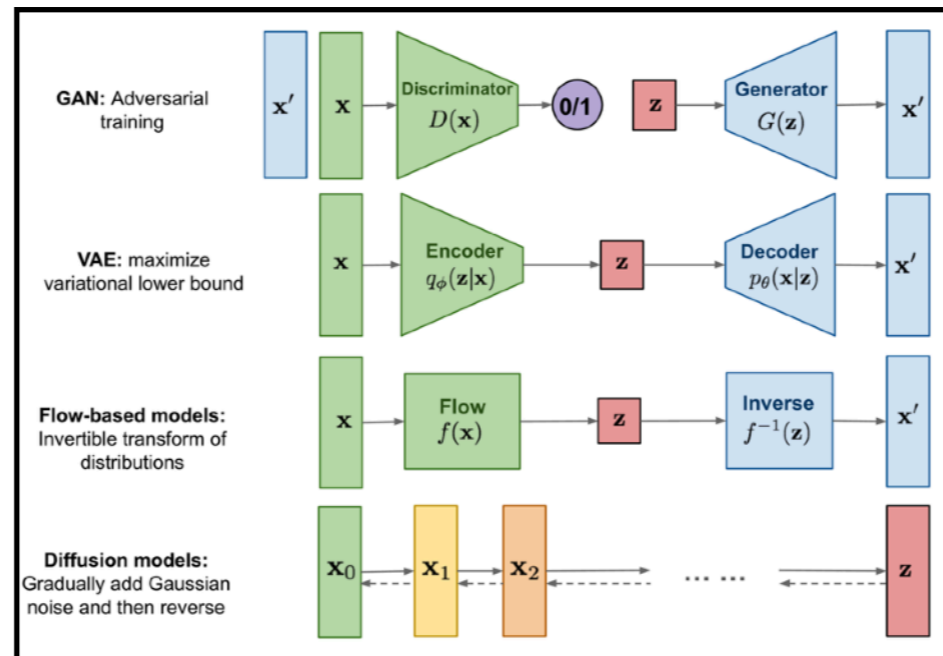 GAN: Adversarial
training
x′
x
Discriminator
D(x)
0/1
z
Generator
G(z)
x′
VAE: maximize
variational lower bound
x
Encoder
qϕ(z|x)
z
Decoder
pθ(x|z)
x′
Flow-based models:
Invertible transform of
distributions
x
Flow
f(x)
z
Inverse
f⁻¹(z)
x′
Diffusion models:
Gradually add Gaussian
noise and then reverse
x₀
x₁
x₂
... ...
z